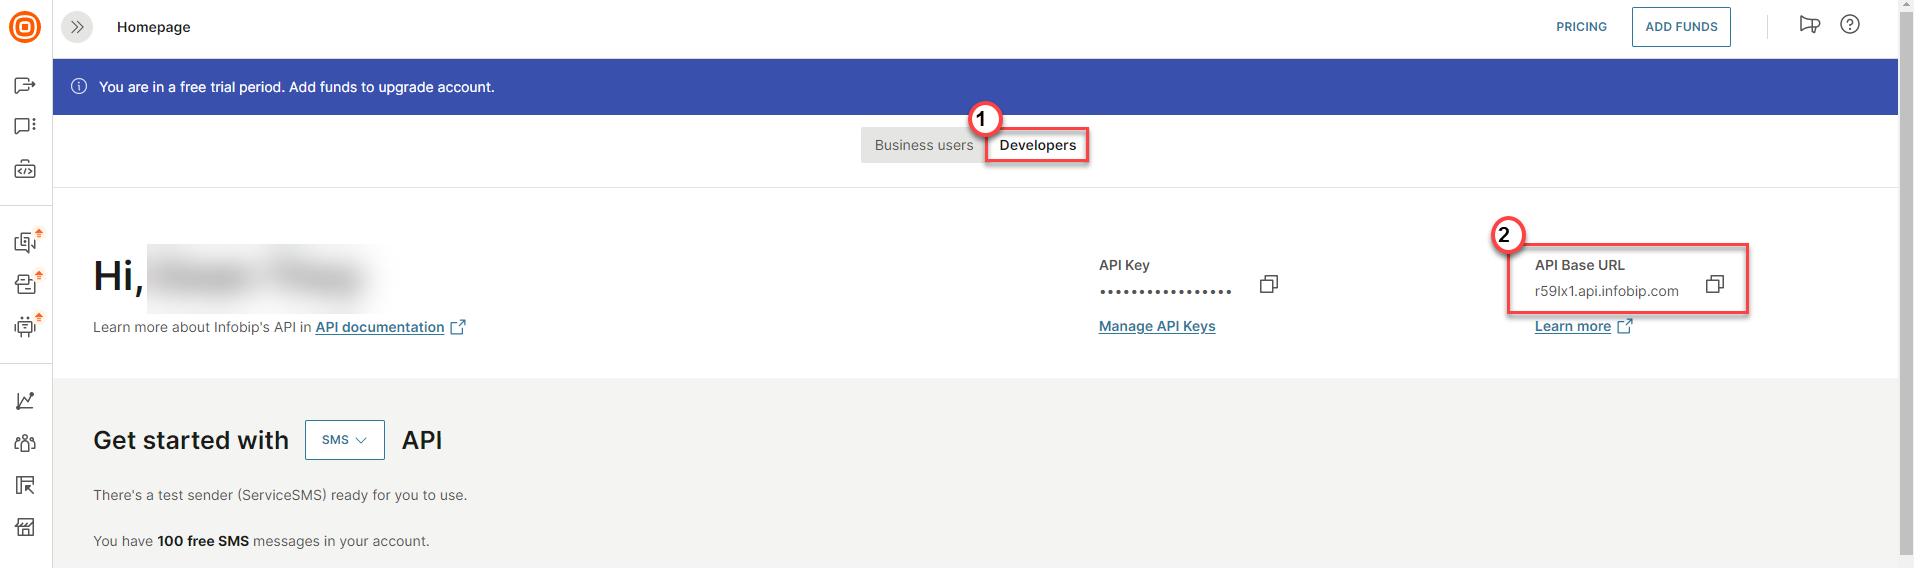 Homepage
PRICING
ADD FUNDS
You are in a free trial period. Add funds to upgrade account.
1
Business users
Developers
2
Hi,
API Key
•••••••••••••••••
API Base URL
r59lx1.api.infobip.com
Learn more about Infobip's API in API documentation
Manage API Keys
Learn more
Get started with SMS API
There's a test sender (ServiceSMS) ready for you to use.
You have 100 free SMS messages in your account.